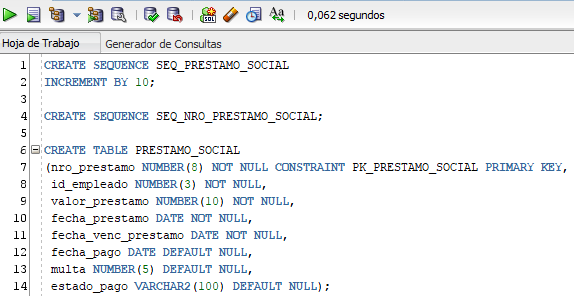 SQL
Aa
0,062 segundos
Hoja de Trabajo
Generador de Consultas
1 CREATE SEQUENCE SEQ_PRESTAMO_SOCIAL
2 INCREMENT BY 10;
3
4 CREATE SEQUENCE SEQ_NRO_PRESTAMO_SOCIAL;
5
6 CREATE TABLE PRESTAMO_SOCIAL
7 (nro_prestamo NUMBER(8) NOT NULL CONSTRAINT PK_PRESTAMO_SOCIAL PRIMARY KEY,
8 id_empleado NUMBER(3) NOT NULL,
9 valor_prestamo NUMBER(10) NOT NULL,
10 fecha_prestamo DATE NOT NULL,
11 fecha_venc_prestamo DATE NOT NULL,
12 fecha_pago DATE DEFAULT NULL,
13 multa NUMBER(5) DEFAULT NULL,
14 estado_pago VARCHAR2(100) DEFAULT NULL);